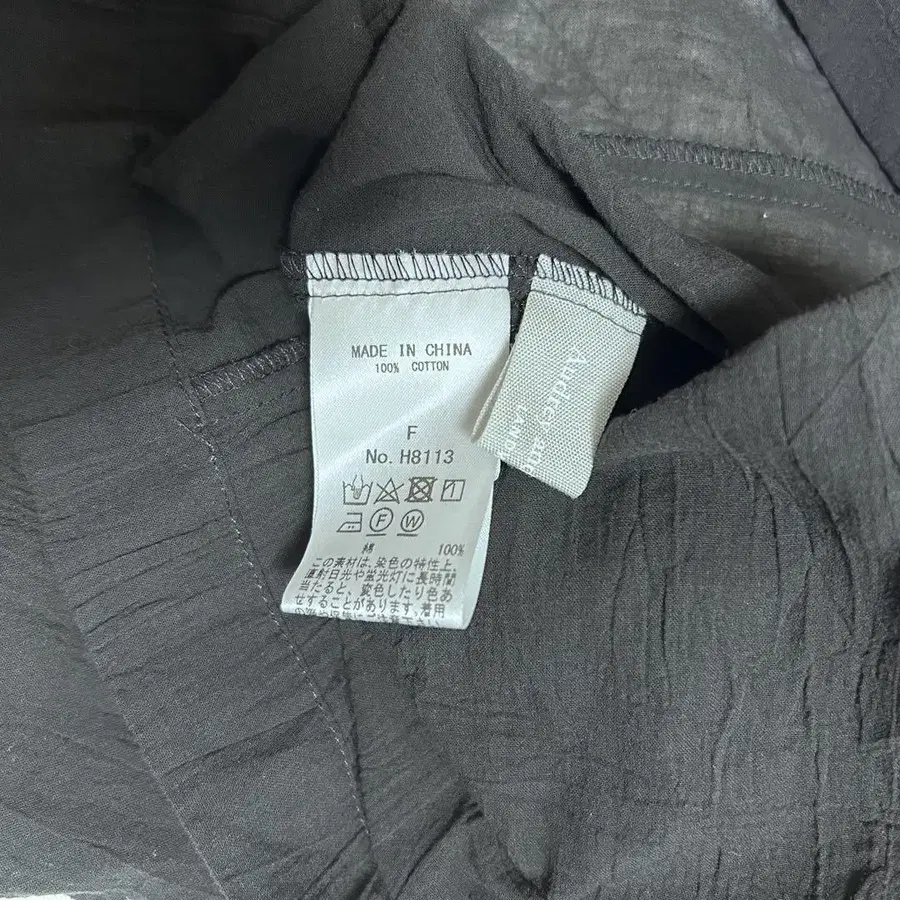 MADE IN CHINA
100% COTTON
F
No. H8113
F W
綿 100%
この素材は、染色の特性上、
直射日光や蛍光灯に長時間
当たると、変色したり色あ
せすることがあります。着用